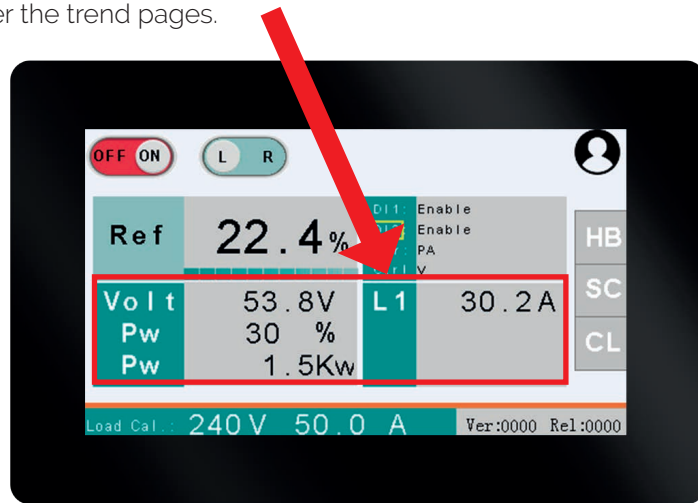 er the trend pages.
OFF ON
L R
Ref 22.4%
DI1: Enable
Enable
PA
V
HB
Volt 53.8V
L1 30.2A
SC
Pw 30 %
CL
Pw 1.5Kw
Load Cal.: 240V 50.0 A
Ver:0000 Rel:0000